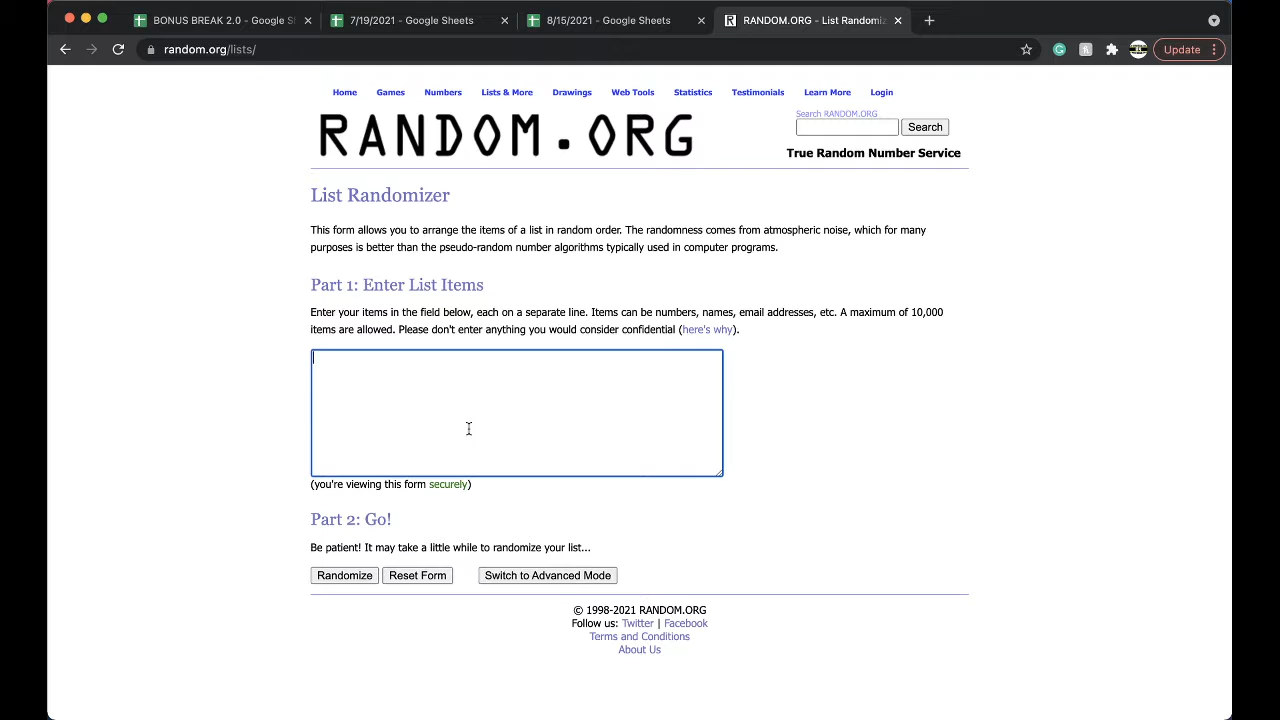 BONUS BREAK 2.0 - Google S
7/19/2021 - Google Sheets
8/15/2021 - Google Sheets
RANDOM.ORG - List Randomiz
random.org/lists/
Update
Home Games Numbers Lists & More Drawings Web Tools Statistics Testimonials Learn More Login
RANDOM.ORG
Search RANDOM.ORG
Search
True Random Number Service
List Randomizer
This form allows you to arrange the items of a list in random order. The randomness comes from atmospheric noise, which for many
purposes is better than the pseudo-random number algorithms typically used in computer programs.
Part 1: Enter List Items
Enter your items in the field below, each on a separate line. Items can be numbers, names, email addresses, etc. A maximum of 10,000
items are allowed. Please don't enter anything you would consider confidential (here's why).
(you're viewing this form securely)
Part 2: Go!
Be patient! It may take a little while to randomize your list...
Randomize Reset Form Switch to Advanced Mode
© 1998-2021 RANDOM.ORG
Follow us: Twitter | Facebook
Terms and Conditions
About Us